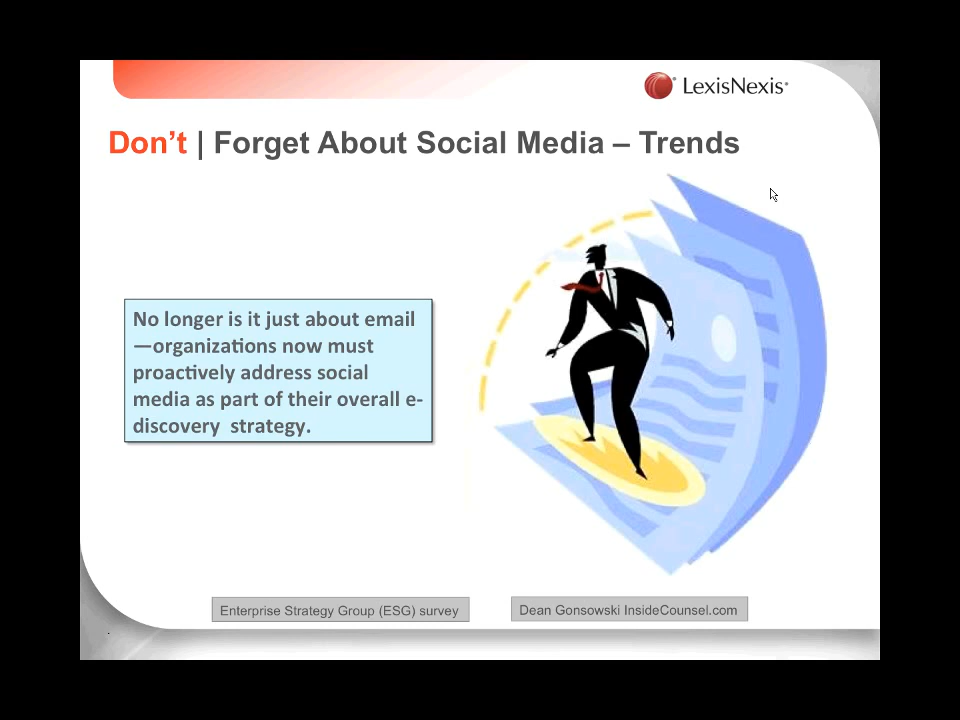 LexisNexis®
Don't | Forget About Social Media – Trends
No longer is it just about email
—organizations now must
proactively address social
media as part of their overall e-
discovery strategy.
Enterprise Strategy Group (ESG) survey
Dean Gonsowski InsideCounsel.com